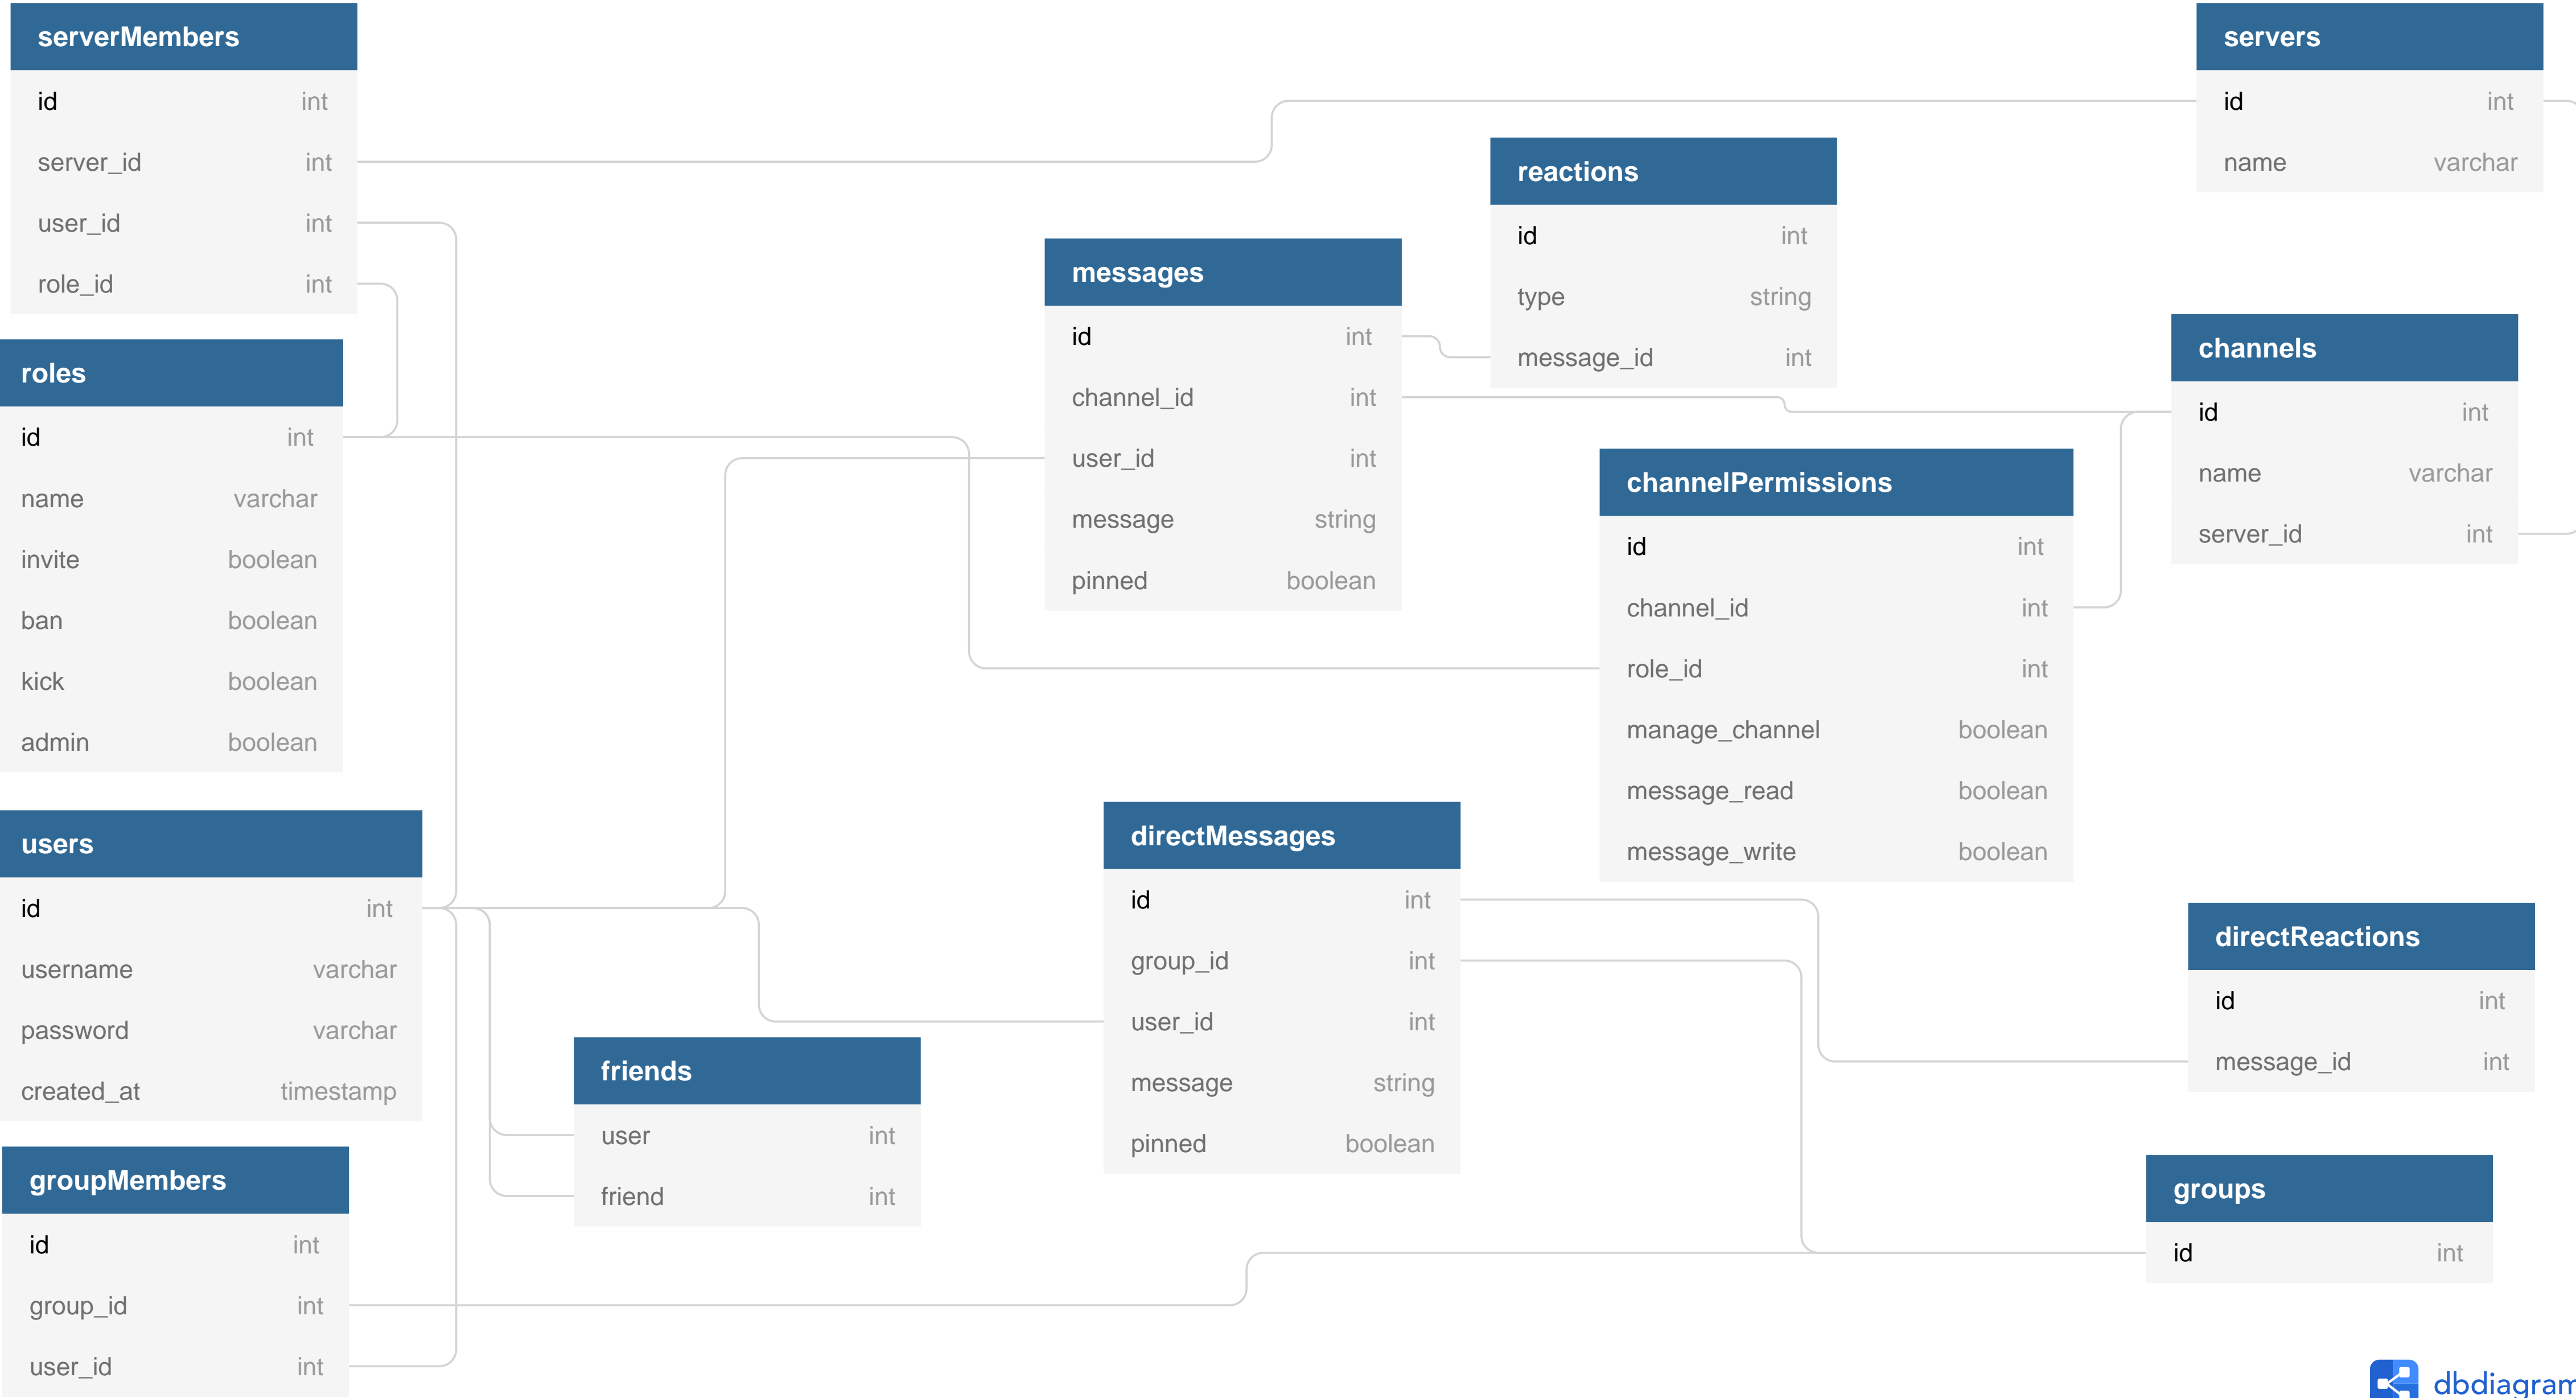 serverMembers
id int
server_id int
user_id int
role_id int
roles
id int
name varchar
invite boolean
ban boolean
kick boolean
admin boolean
users
id int
username varchar
password varchar
created_at timestamp
groupMembers
id int
group_id int
user_id int
friends
user int
friend int
messages
id int
channel_id int
user_id int
message string
pinned boolean
directMessages
id int
group_id int
user_id int
message string
pinned boolean
reactions
id int
type string
message_id int
channelPermissions
id int
channel_id int
role_id int
manage_channel boolean
message_read boolean
message_write boolean
servers
id int
name varchar
channels
id int
name varchar
server_id int
directReactions
id int
message_id int
groups
id int
dbdiagram